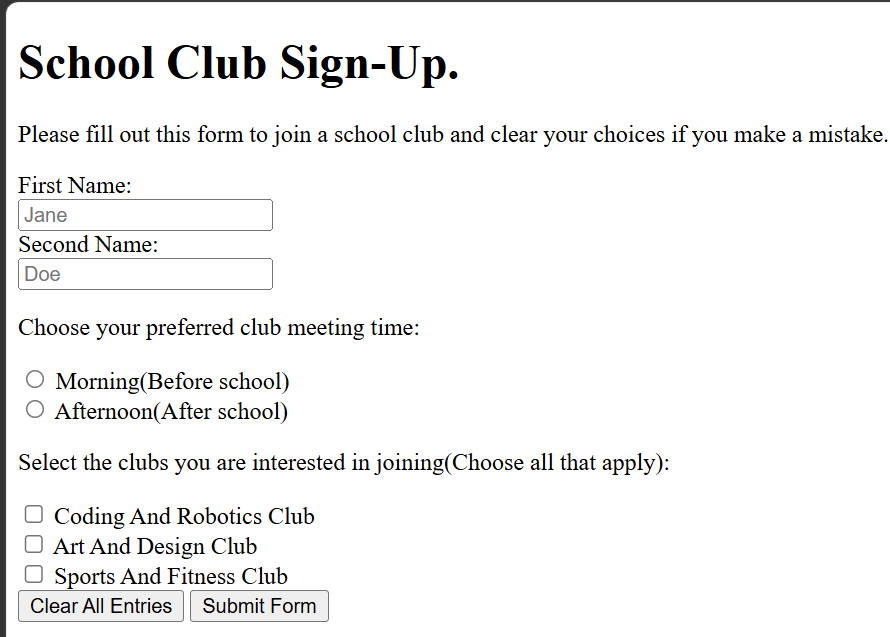 School Club Sign-Up.
Please fill out this form to join a school club and clear your choices if you make a mistake.
First Name:
Jane
Second Name:
Doe
Choose your preferred club meeting time:
Morning(Before school)
Afternoon(After school)
Select the clubs you are interested in joining(Choose all that apply):
Coding And Robotics Club
Art And Design Club
Sports And Fitness Club
Clear All Entries Submit Form